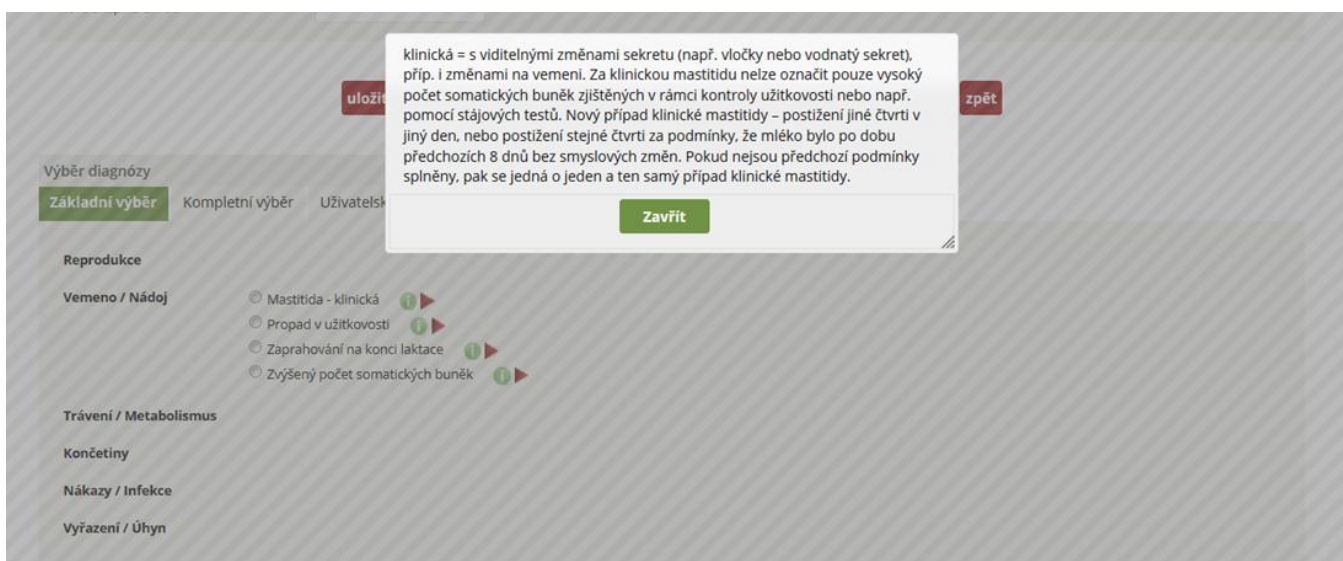 klinická = s viditelnými změnami sekretu (např. vločky nebo vodnatý sekret),
příp. i změnami na vemeni. Za klinickou mastitidu nelze označit pouze vysoký
počet somatických buněk zjištěných v rámci kontroly užitkovosti nebo např.
pomocí stájových testů. Nový případ klinické mastitidy – postižení jiné čtvrti v
jiný den, nebo postižení stejné čtvrti za podmínky, že mléko bylo po dobu
předchozích 8 dnů bez smyslových změn. Pokud nejsou předchozí podmínky
splněny, pak se jedná o jeden a ten samý případ klinické mastitidy.
Zavřít
uložit
zpět
Výběr diagnózy
Základní výběr Kompletní výběr Uživatelsk
Reprodukce
Vemeno / Nádoj
Mastitida - klinická
Propad v užitkovosti
Zaprahování na konci laktace
Zvýšený počet somatických buněk
Trávení / Metabolismus
Končetiny
Nákazy / Infekce
Vyřazení / Úhyn